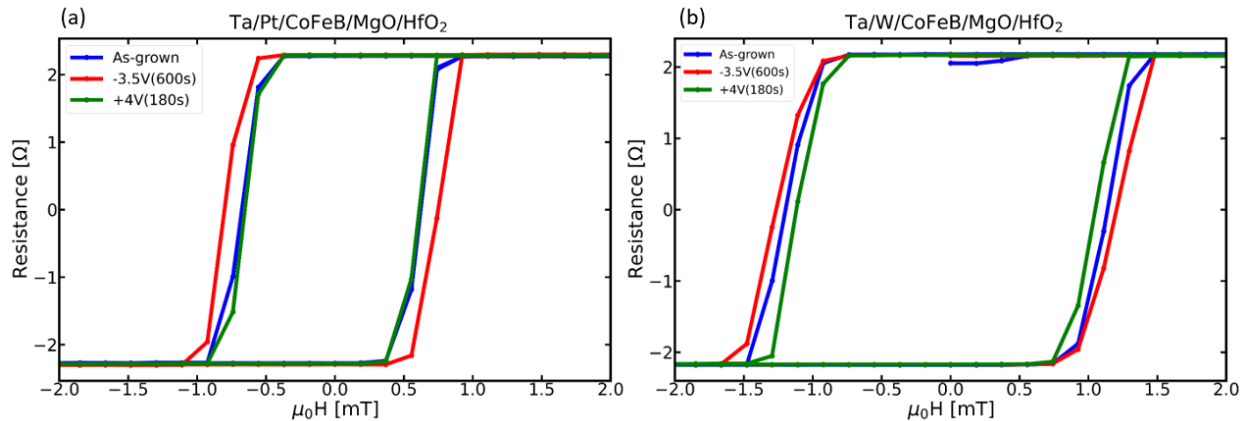 (a)
Ta/Pt/CoFeB/MgO/HfO₂
As-grown
-3.5V(600s)
+4V(180s)
Resistance [Ω]
2
1
0
−1
−2
−2.0 −1.5 −1.0 −0.5 0.0 0.5 1.0 1.5 2.0
μ₀H [mT]
(b)
Ta/W/CoFeB/MgO/HfO₂
As-grown
-3.5V(600s)
+4V(180s)
Resistance [Ω]
2
1
0
−1
−2
−2.0 −1.5 −1.0 −0.5 0.0 0.5 1.0 1.5 2.0
μ₀H [mT]